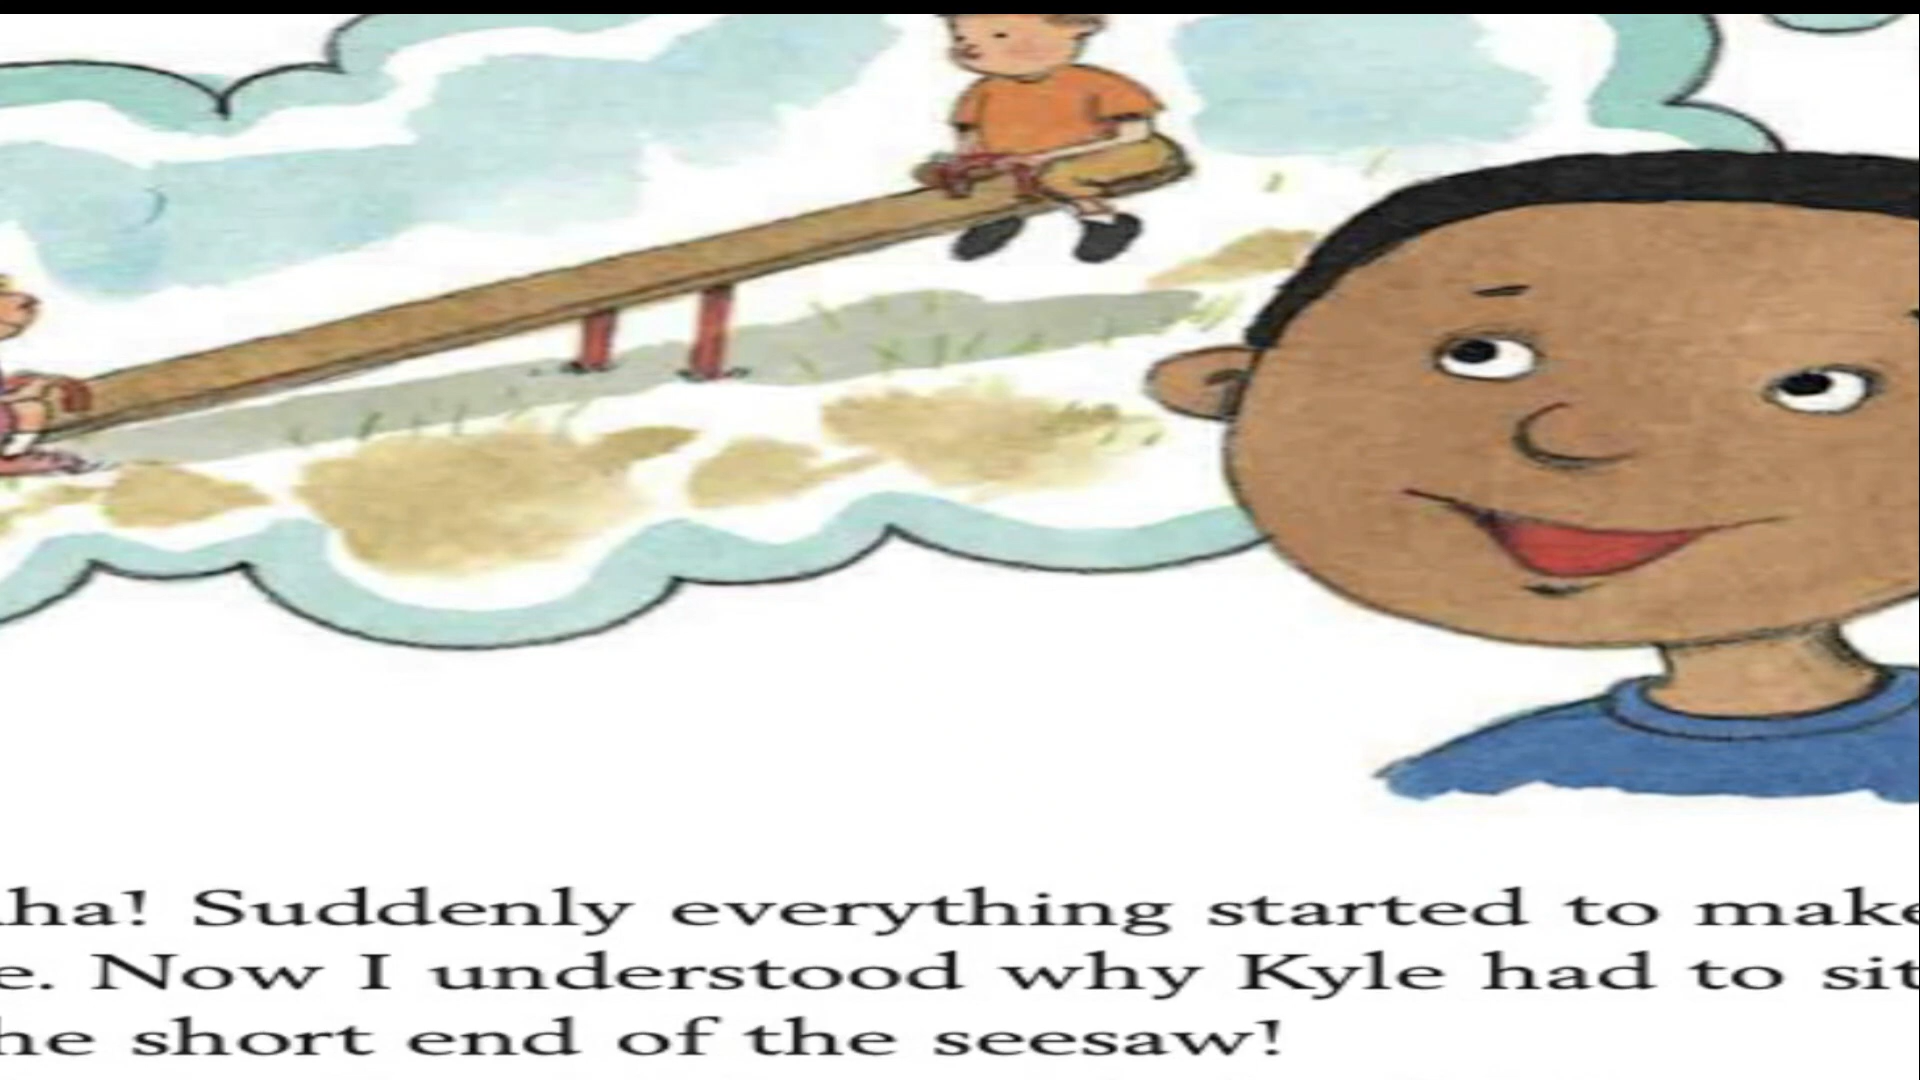 ha! Suddenly everything started to make
e. Now I understood why Kyle had to sit
he short end of the seesaw!